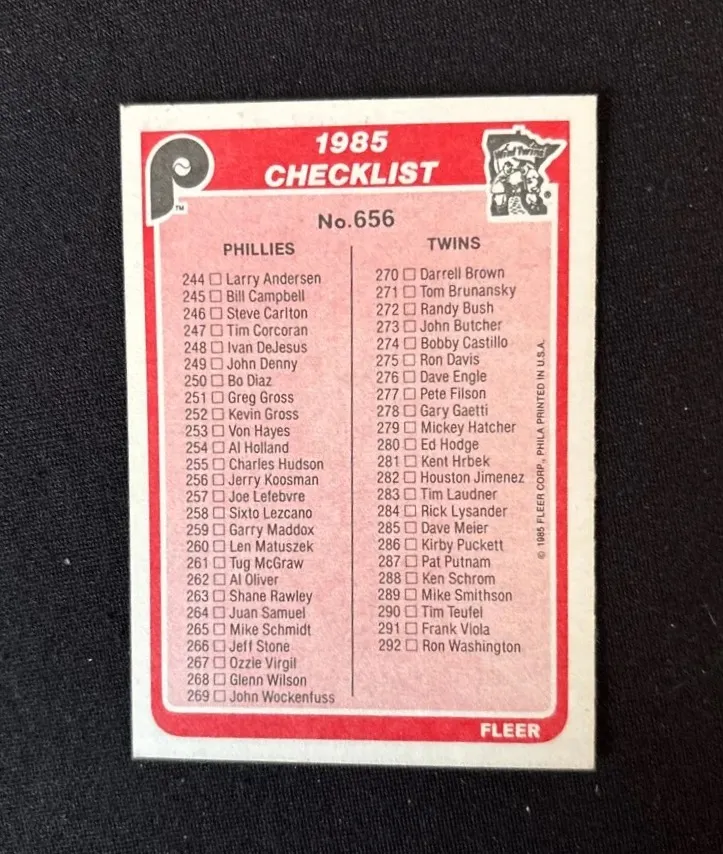 1985
CHECKLIST
Win! Twins
TM
®
No.656
PHILLIES
244 Larry Andersen
245 Bill Campbell
246 Steve Carlton
247 Tim Corcoran
248 Ivan DeJesus
249 John Denny
250 Bo Diaz
251 Greg Gross
252 Kevin Gross
253 Von Hayes
254 Al Holland
255 Charles Hudson
256 Jerry Koosman
257 Joe Lefebvre
258 Sixto Lezcano
259 Garry Maddox
260 Len Matuszek
261 Tug McGraw
262 Al Oliver
263 Shane Rawley
264 Juan Samuel
265 Mike Schmidt
266 Jeff Stone
267 Ozzie Virgil
268 Glenn Wilson
269 John Wockenfuss
TWINS
270 Darrell Brown
271 Tom Brunansky
272 Randy Bush
273 John Butcher
274 Bobby Castillo
275 Ron Davis
276 Dave Engle
277 Pete Filson
278 Gary Gaetti
279 Mickey Hatcher
280 Ed Hodge
281 Kent Hrbek
282 Houston Jimenez
283 Tim Laudner
284 Rick Lysander
285 Dave Meier
286 Kirby Puckett
287 Pat Putnam
288 Ken Schrom
289 Mike Smithson
290 Tim Teufel
291 Frank Viola
292 Ron Washington
© 1985 FLEER CORP., PHILA PRINTED IN U.S.A.
FLEER